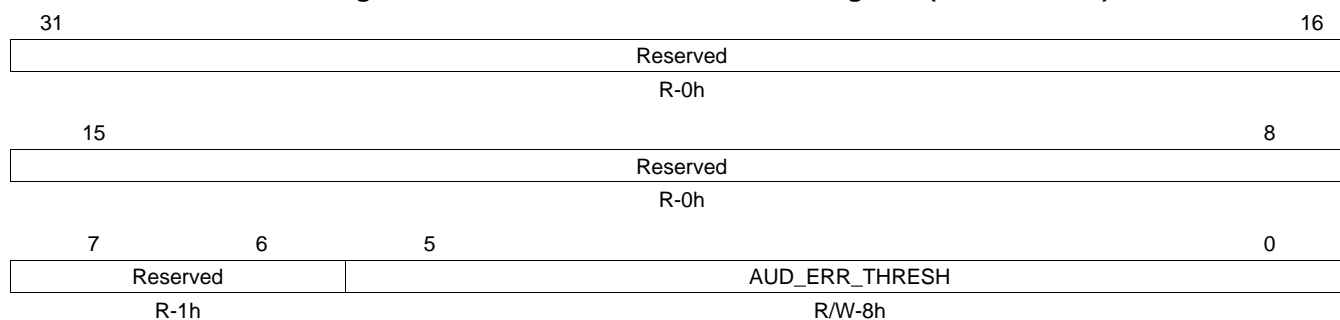 31 16
Reserved
R-0h
15 8
Reserved
R-0h
7 6 5 0
Reserved AUD_ERR_THRESH
R-1h R/W-8h